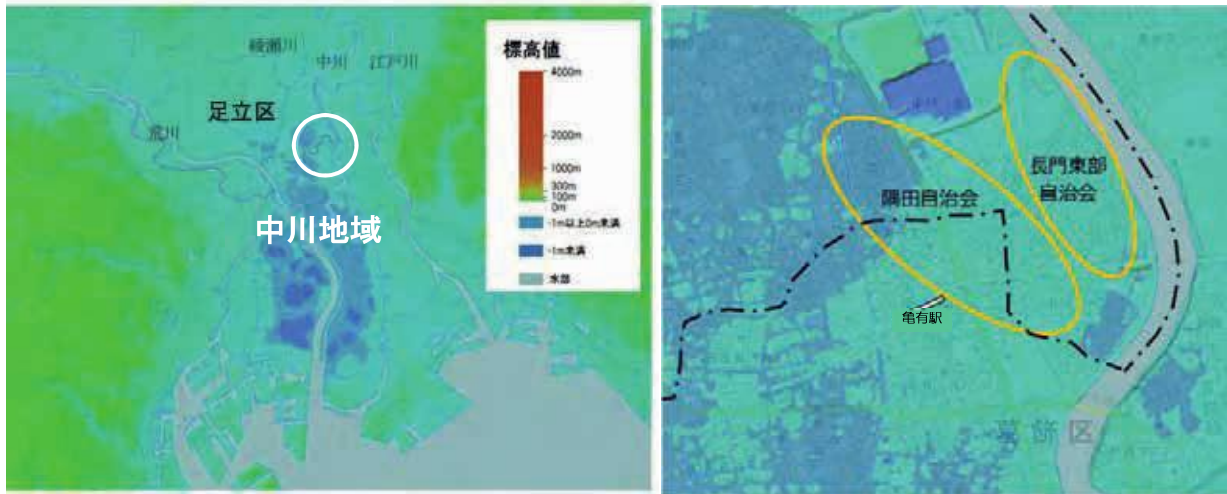 綾瀬川
中川
江戸川
足立区
荒川
中川地域
標高値
4000m
2000m
1000m
300m
100m
0m
-1m以上0m未満
-1m未満
水部
長門東部
自治会
隅田自治会
亀有駅
葛飾区